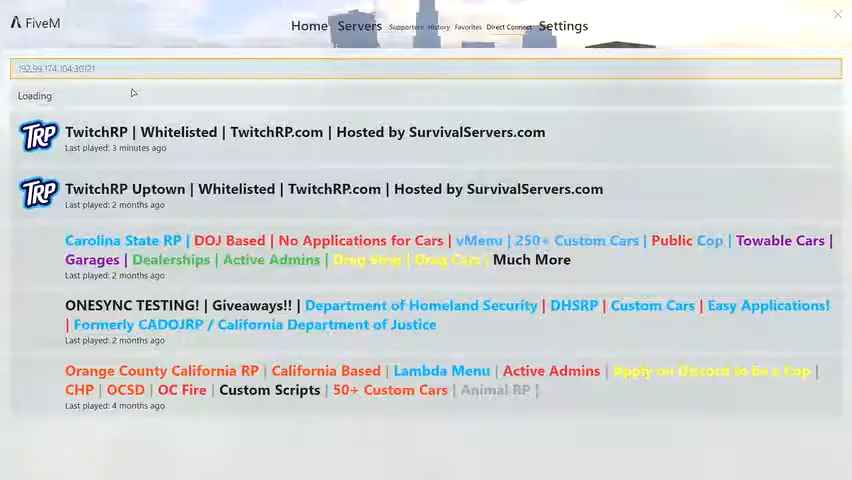 FiveM
Home Servers Supporters History Favorites Direct Connect Settings
192.99.174.104:30121
Loading
TRP
TwitchRP | Whitelisted | TwitchRP.com | Hosted by SurvivalServers.com
Last played: 3 minutes ago
TRP
TwitchRP Uptown | Whitelisted | TwitchRP.com | Hosted by SurvivalServers.com
Last played: 2 months ago
Carolina State RP | DOJ Based | No Applications for Cars | vMenu | 250+ Custom Cars | Public Cop | Towable Cars |
Garages | Dealerships | Active Admins | Drag Strip | Drag Cars | Much More
Last played: 2 months ago
ONESYNC TESTING! | Giveaways!! | Department of Homeland Security | DHSRP | Custom Cars | Easy Applications!
| Formerly CADOJRP / California Department of Justice
Last played: 2 months ago
Orange County California RP | California Based | Lambda Menu | Active Admins | Apply on Discord to be a Cop |
CHP | OCSD | OC Fire | Custom Scripts | 50+ Custom Cars | Animal RP |
Last played: 4 months ago